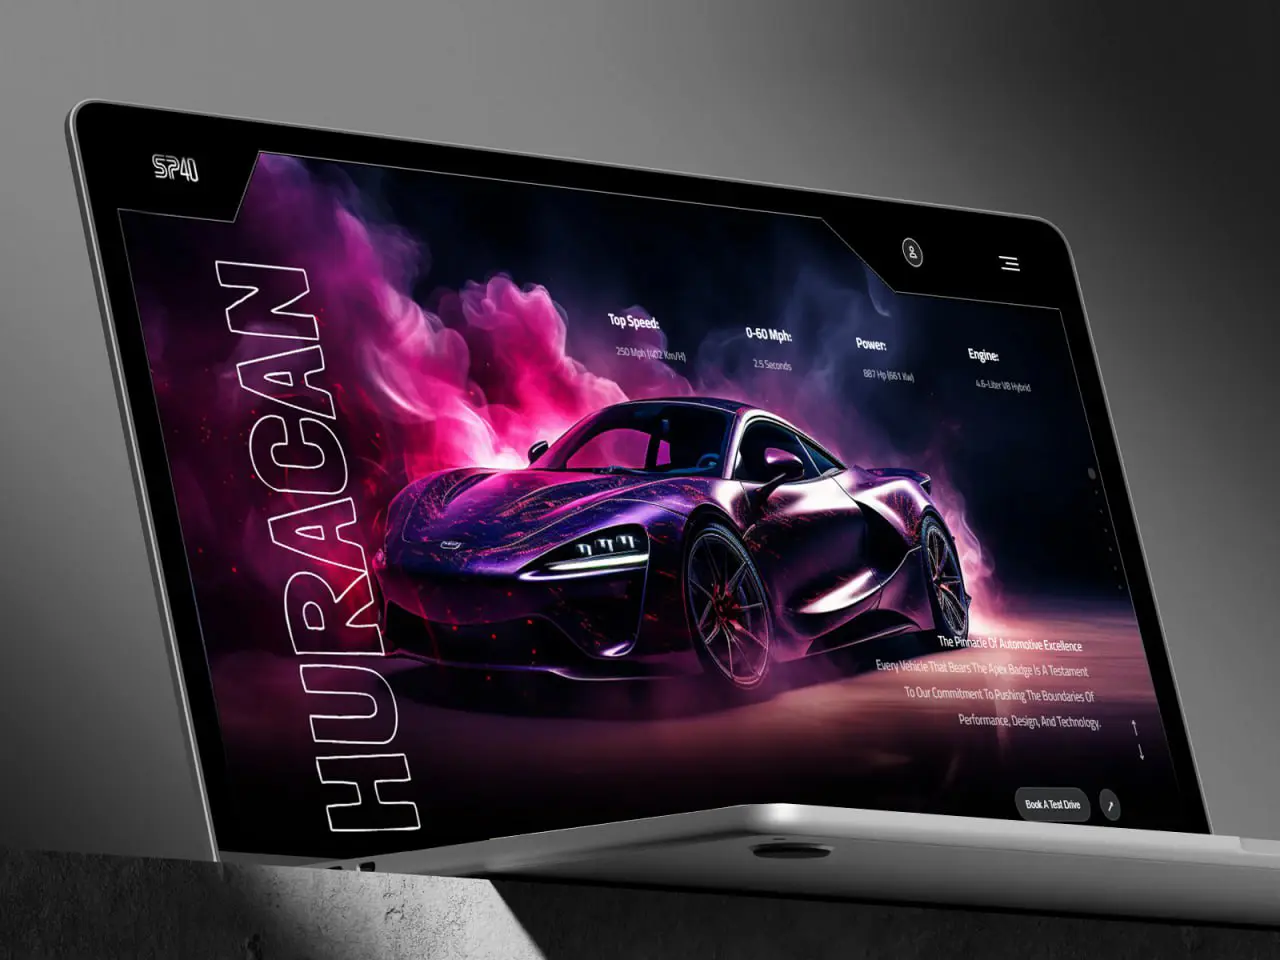 SP40
HURACAN
Top Speed:
250 Mph (402 Km/H)
0-60 Mph:
2.5 Seconds
Power:
887 Hp (661 Kw)
Engine:
4.6-Liter V8 Hybrid
The Pinnacle Of Automotive Excellence
Every Vehicle That Bears The Apex Badge Is A Testament
To Our Commitment To Pushing The Boundaries Of
Performance, Design, And Technology.
Book A Test Drive